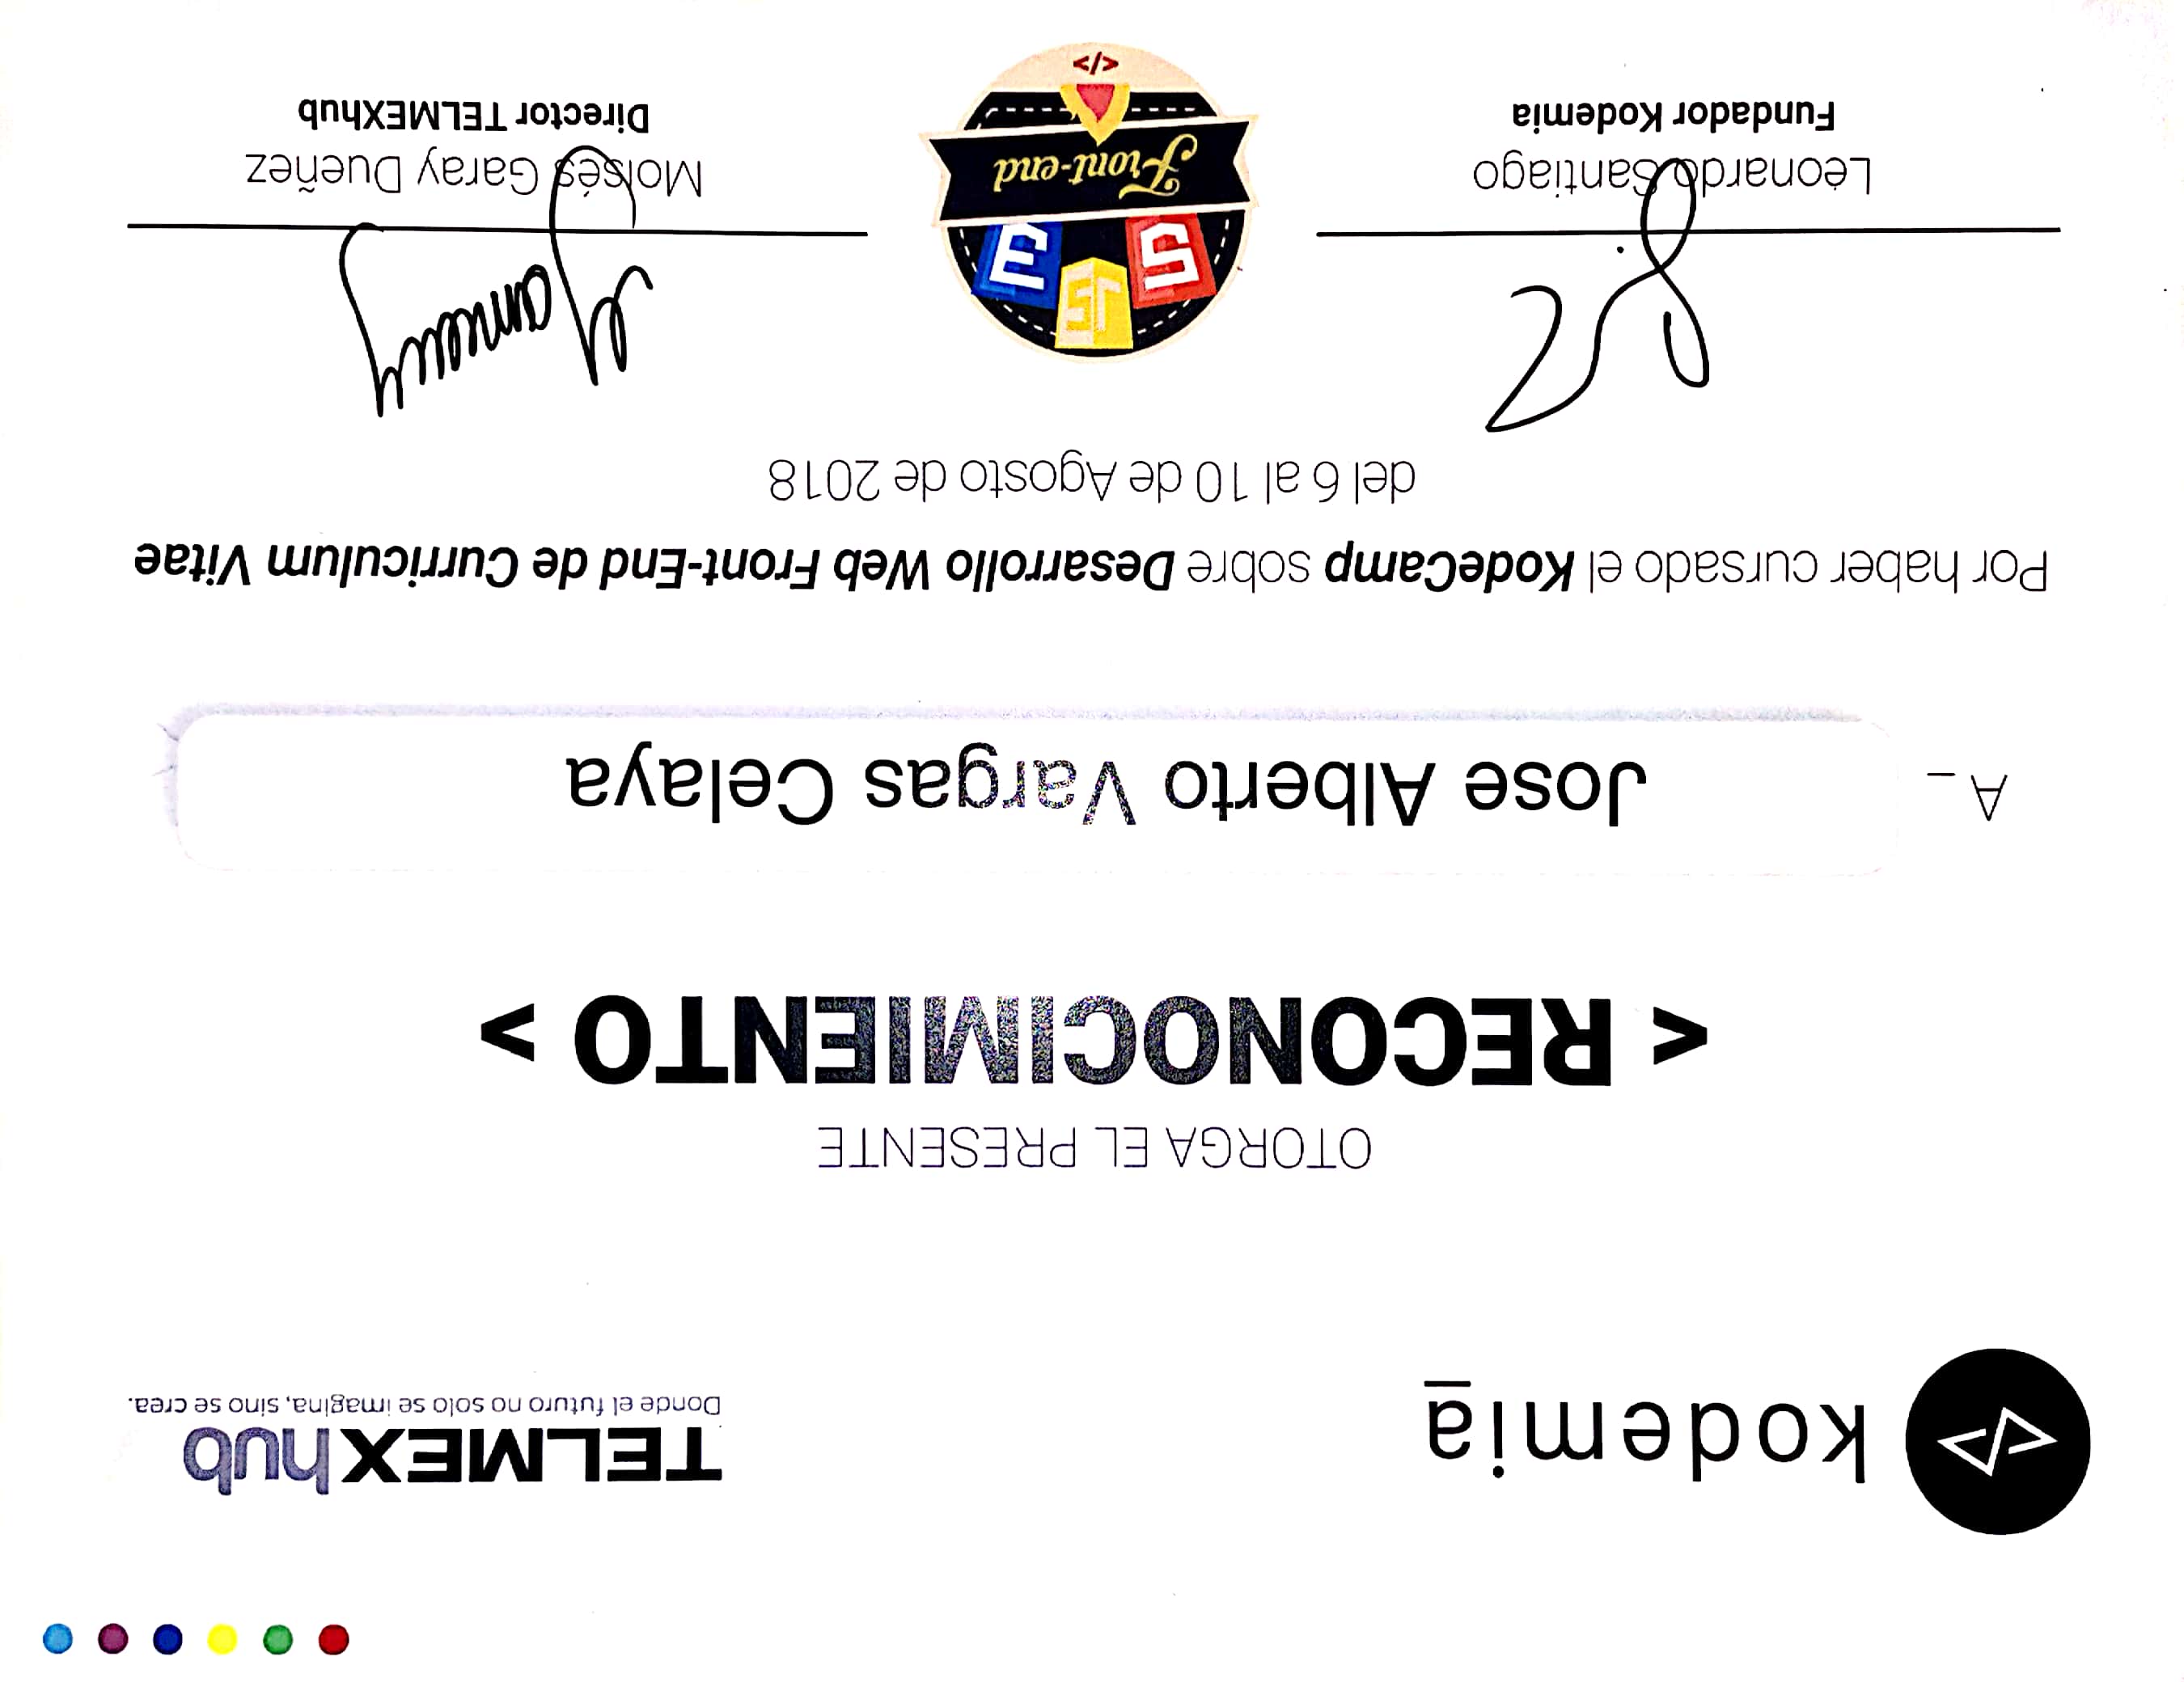 kodemia
TELMEXhub
Donde el futuro no solo se imagina, sino se crea.
OTORGA EL PRESENTE
< RECONOCIMIENTO >
A _ Jose Alberto Vargas Celaya
Por haber cursado el KodeCamp sobre Desarrollo Web Front-End de Curriculum Vitae
del 6 al 10 de Agosto de 2018
5 JS 3
Front-end
</>
Leonardo Santiago
Fundador Kodemia
Moisés Garay Dueñez
Director TELMEXhub